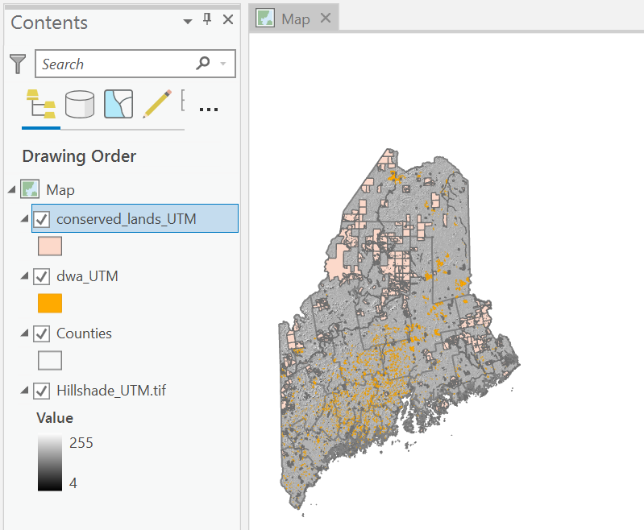 Contents
Map
Search
...
Drawing Order
Map
conserved_lands_UTM
dwa_UTM
Counties
Hillshade_UTM.tif
Value
255
4